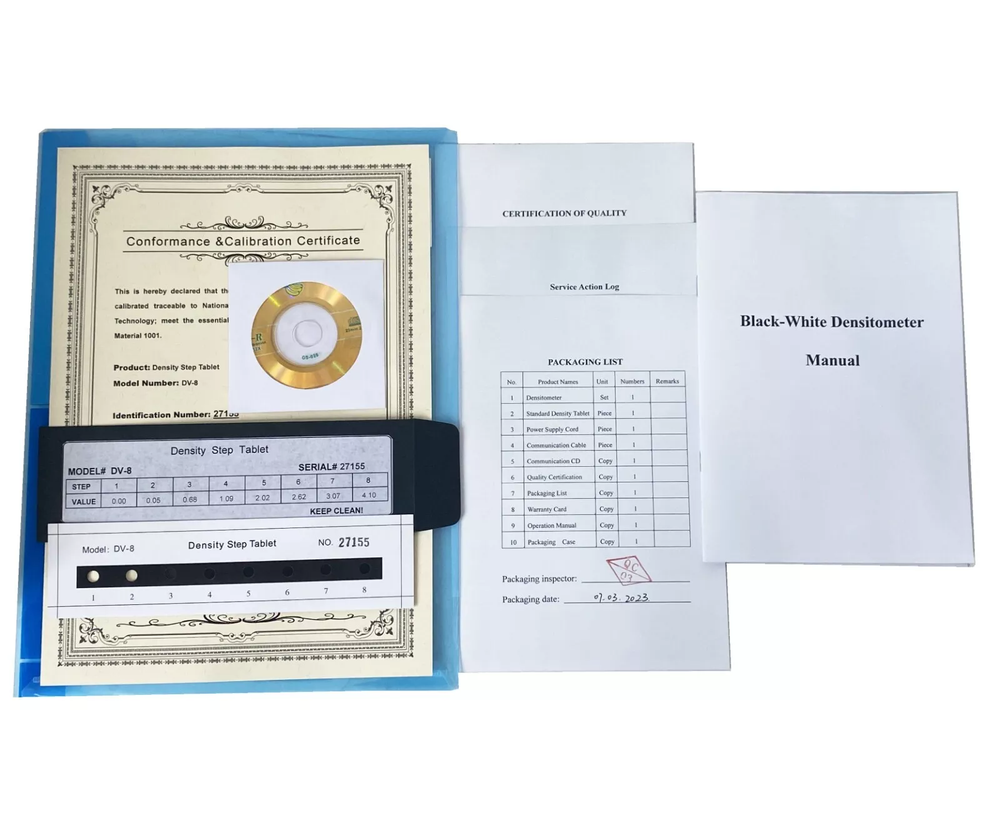 Conformance &Calibration Certificate
This is hereby declared that
calibrated traceable to
Technology; meet the essential
Material 1001.
Product: Density Step Tablet
Model Number: DV-8
Identification Number: 27155
Density Step Tablet
MODEL# DV-8 SERIAL# 27155
STEP 1 2 3 4 5 6 7 8
VALUE 0.00 0.05 0.68 1.09 2.02 2.62 3.07 4.10
KEEP CLEAN!
Model: DV-8 Density Step Tablet NO. 27155
1 2 3 4 5 6 7 8
CERTIFICATION OF QUALITY
Service Action Log
PACKAGING LIST
No. Product Names Unit Numbers Remarks
1 Densitometer Set 1
2 Standard Density Tablet Piece 1
3 Power Supply Cord Piece 1
4 Communication Cable Piece 1
5 Communication CD Copy 1
6 Quality Certification Copy 1
7 Packaging List Copy 1
8 Warranty Card Copy 1
9 Operation Manual Copy 1
10 Packaging Case Copy 1
Packaging inspector:
QC
Packaging date: 07.03.2023
Black-White Densitometer
Manual